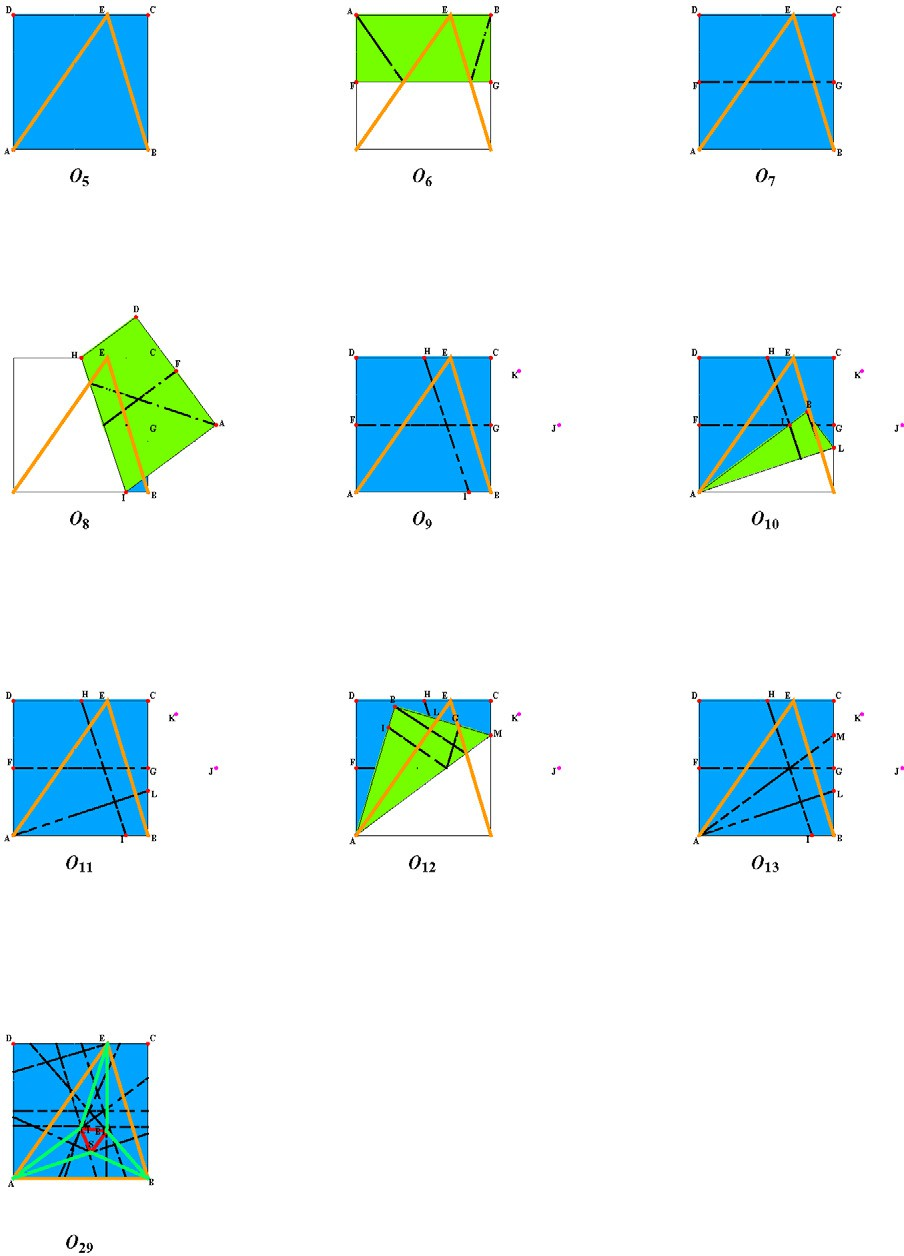 D E C
A B
O5
A E B
F G
O6
D E C
F G
A B
O7
D
H E C
F
G A
I B
O8
D H E C
K
F G J
A I B
O9
D H E C
K
B
F I G J
L
A
O10
D H E C
K
F G J
L
A I B
O11
D B H E C
L G K
I M
F J
A
O12
D H E C
K
M
F G J
L
A I B
O13
D E C
S
A B
O29